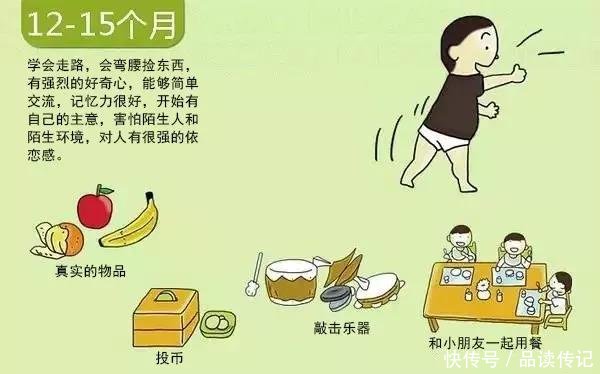 12-15个月
学会走路，会弯腰捡东西，
有强烈的好奇心，能够简单
交流，记忆力很好，开始有
自己的主意，害怕陌生人和
陌生环境，对人有很强的依
恋感。
真实的物品
投币
敲击乐器
和小朋友一起用餐
快传号/品读传记